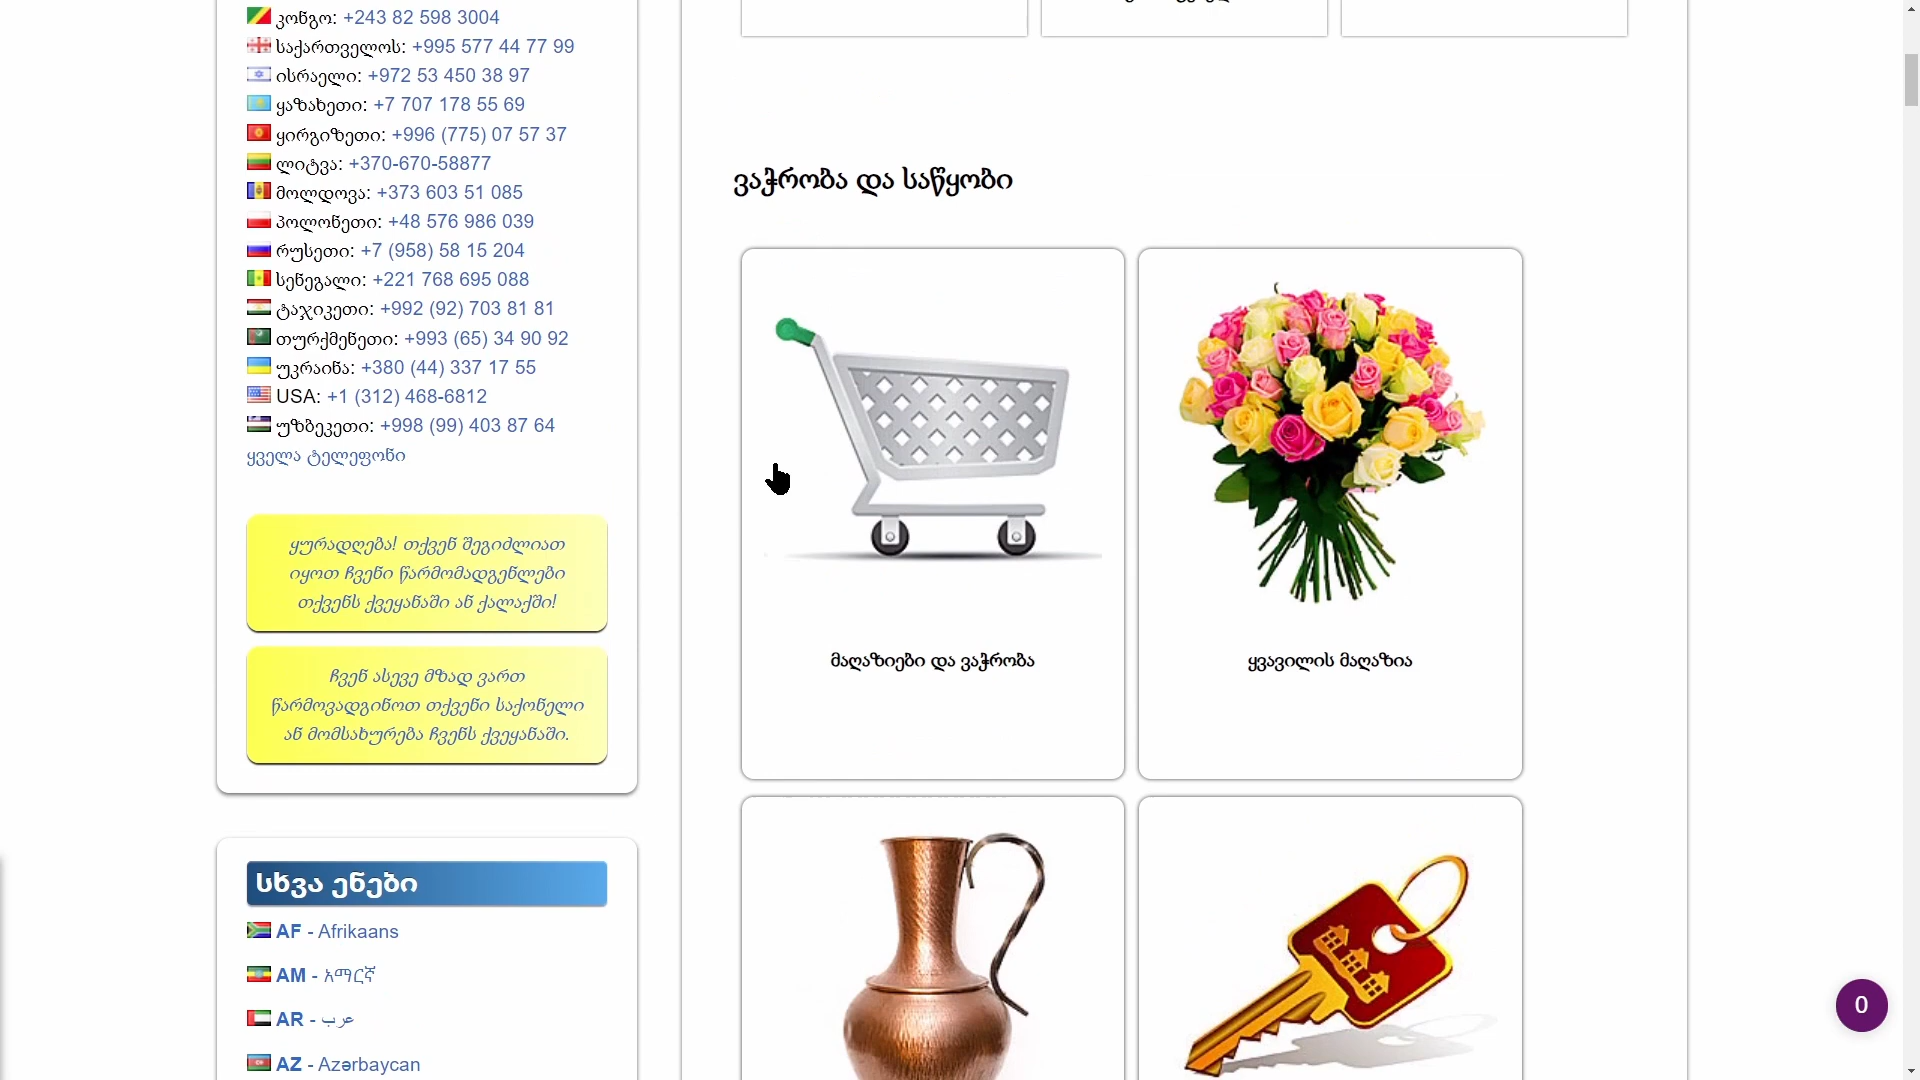 კონგო: +243 82 598 3004
საქართველოს: +995 577 44 77 99
ისრაელი: +972 53 450 38 97
ყაზახეთი: +7 707 178 55 69
ყირგიზეთი: +996 (775) 07 57 37
ლიტვა: +370-670-58877
მოლდოვა: +373 603 51 085
პოლონეთი: +48 576 986 039
რუსეთი: +7 (958) 58 15 204
სენეგალი: +221 768 695 088
ტაჯიკეთი: +992 (92) 703 81 81
თურქმენეთი: +993 (65) 34 90 92
უკრაინა: +380 (44) 337 17 55
USA: +1 (312) 468-6812
უზბეკეთი: +998 (99) 403 87 64
ყველა ტელეფონი
ყურადღება! თქვენ შეგიძლიათ
იყოთ ჩვენი წარმომადგენლები
თქვენს ქვეყანაში ან ქალაქში!
ჩვენ ასევე მზად ვართ
წარმოვადგინოთ თქვენი საქონელი
ან მომსახურება ჩვენს ქვეყანაში.
სხვა ენები
AF - Afrikaans
AM - አማርኛ
AR - عرب
AZ - Azərbaycan
ვაჭრობა და საწყობი
მაღაზიები და ვაჭრობა
ყვავილის მაღაზია
0